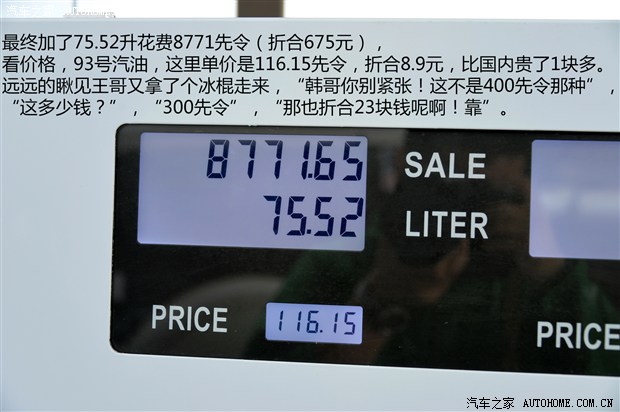 汽车之家
最终加了75.52升花费8771先令（折合675元），
看价格，93号汽油，这里单价是116.15先令，折合8.9元，比国内贵了1块多。
远远的瞅见王哥又拿了个冰棍走来，“韩哥你别紧张！这不是400先令那种”，
“这多少钱？”，“300先令”，“那也折合23块钱呢啊！靠”。
8771.65 SALE
75.52 LITER
PRICE 116.15
PRICE
汽车之家 AUTOHOME.COM.CN